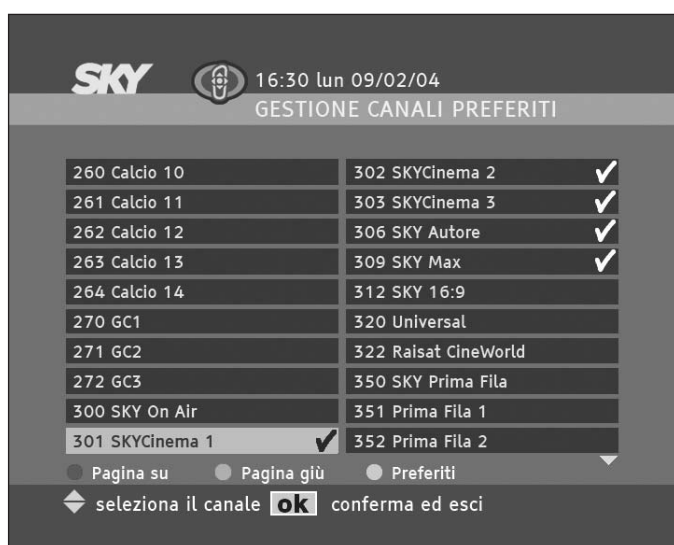 SKY 16:30 lun 09/02/04
GESTIONE CANALI PREFERITI
260 Calcio 10
261 Calcio 11
262 Calcio 12
263 Calcio 13
264 Calcio 14
270 GC1
271 GC2
272 GC3
300 SKY On Air
301 SKYCinema 1
302 SKYCinema 2
303 SKYCinema 3
306 SKY Autore
309 SKY Max
312 SKY 16:9
320 Universal
322 Raisat CineWorld
350 SKY Prima Fila
351 Prima Fila 1
352 Prima Fila 2
Pagina su Pagina giù Preferiti
seleziona il canale ok conferma ed esci